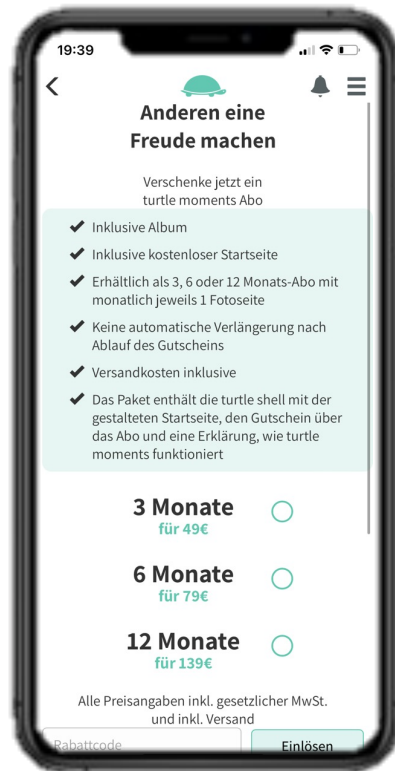 19:39
Anderen eine
Freude machen
Verschenke jetzt ein
turtle moments Abo
Inklusive Album
Inklusive kostenloser Startseite
Erhältlich als 3, 6 oder 12 Monats-Abo mit
monatlich jeweils 1 Fotoseite
Keine automatische Verlängerung nach
Ablauf des Gutscheins
Versandkosten inklusive
Das Paket enthält die turtle shell mit der
gestalteten Startseite, den Gutschein über
das Abo und eine Erklärung, wie turtle
moments funktioniert
3 Monate
für 49€
6 Monate
für 79€
12 Monate
für 139€
Alle Preisangaben inkl. gesetzlicher MwSt.
und inkl. Versand
Rabattcode
Einlösen